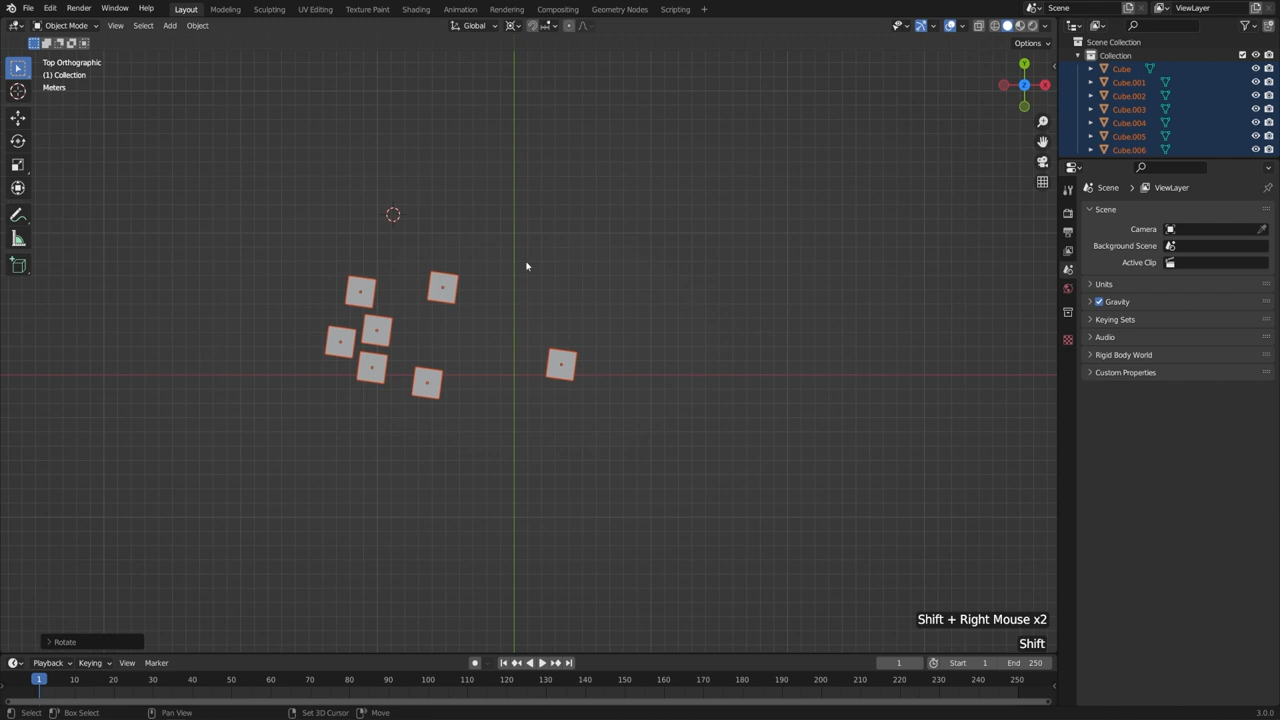 File Edit Render Window Help Layout Modeling Sculpting UV Editing Texture Paint Shading Animation Rendering Compositing Geometry Nodes Scripting + Scene ViewLayer
Object Mode View Select Add Object Global
Options
Top Orthographic
(1) Collection
Meters
Y
Z
X
Scene Collection
Collection
Cube
Cube.001
Cube.002
Cube.003
Cube.004
Cube.005
Cube.006
Scene ViewLayer
Scene
Camera
Background Scene
Active Clip
Units
Gravity
Keying Sets
Audio
Rigid Body World
Custom Properties
Shift + Right Mouse x2
Shift
Rotate
Playback Keying View Marker 1 Start 1 End 250
1 10 20 30 40 50 60 70 80 90 100 110 120 130 140 150 160 170 180 190 200 210 220 230 240 250
Select Box Select Pan View Set 3D Cursor Move 3.0.0